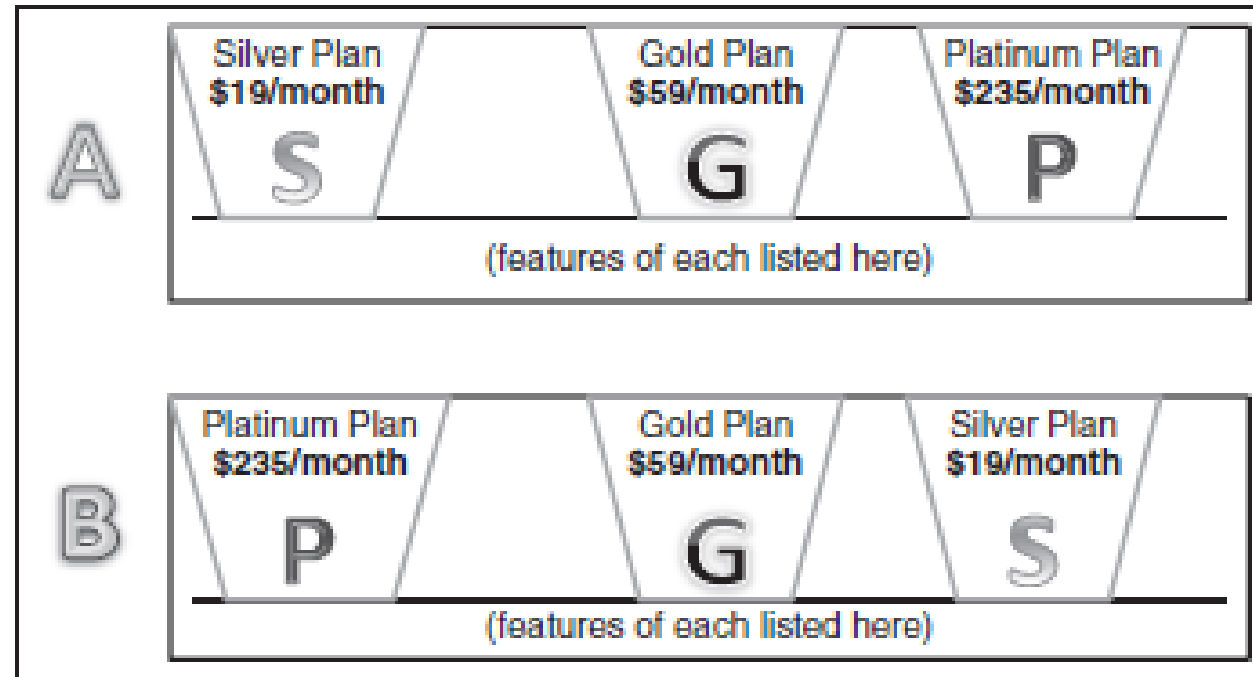 A
Silver Plan
$19/month
S
Gold Plan
$59/month
G
Platinum Plan
$235/month
P
(features of each listed here)
B
Platinum Plan
$235/month
P
Gold Plan
$59/month
G
Silver Plan
$19/month
S
(features of each listed here)